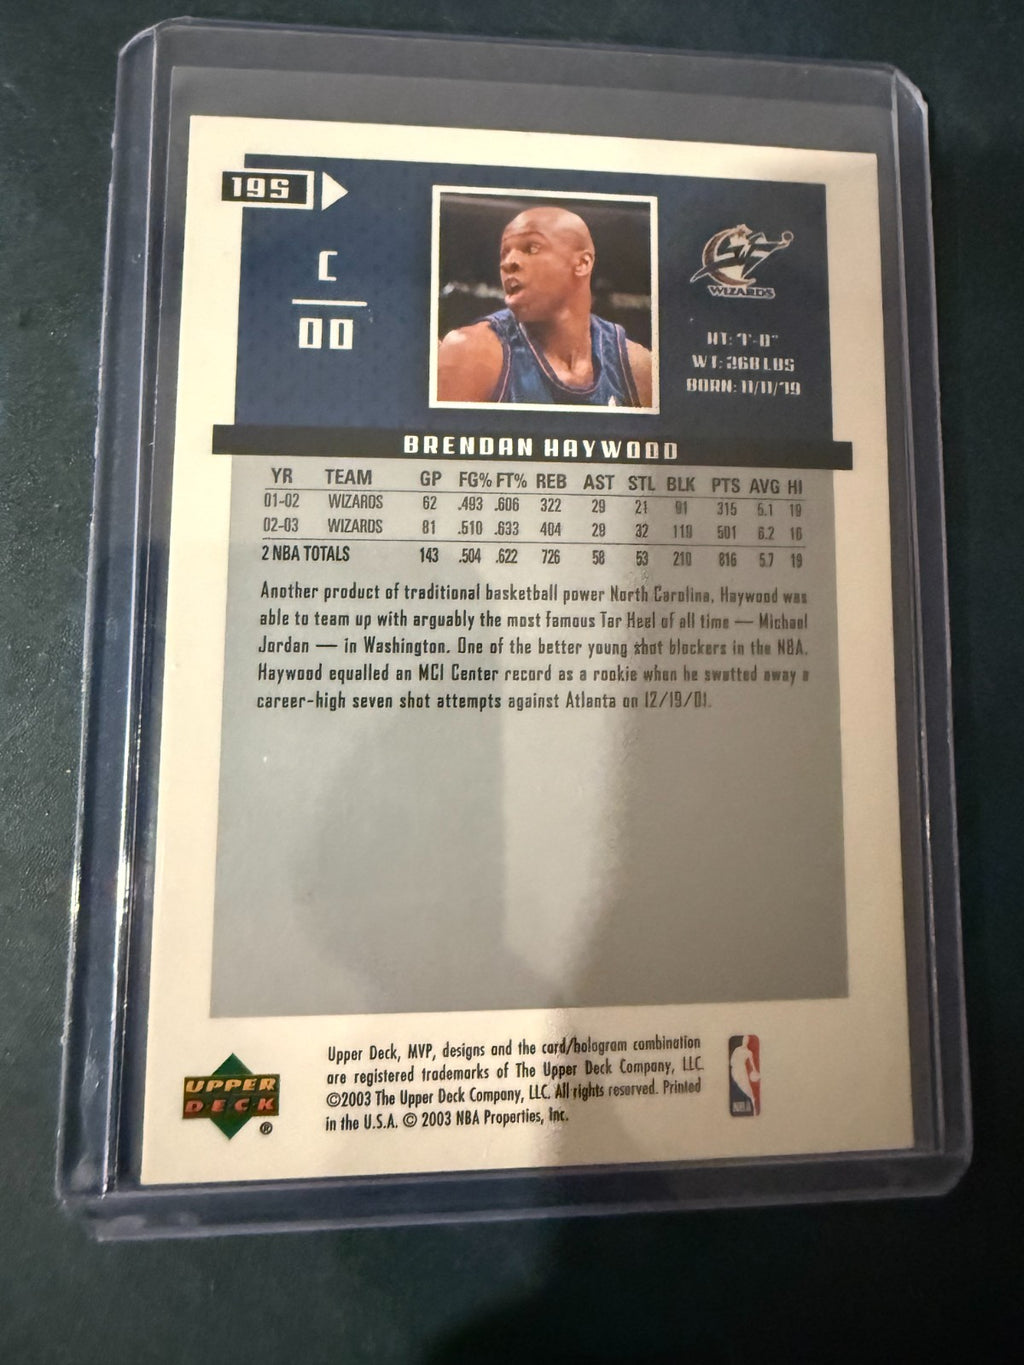 195
C
00
WIZARDS
HT: 7'-0"
WT: 268 LBS
BORN: 11/11/79
BRENDAN HAYWOOD
YR TEAM GP FG% FT% REB AST STL BLK PTS AVG HI
01-02 WIZARDS 62 .493 .606 322 29 21 91 315 5.1 19
02-03 WIZARDS 81 .510 .633 404 29 32 119 501 6.2 16
2 NBA TOTALS 143 .504 .622 726 58 53 210 816 5.7 19
Another product of traditional basketball power North Carolina, Haywood was
able to team up with arguably the most famous Tar Heel of all time — Michael
Jordan — in Washington. One of the better young shot blockers in the NBA,
Haywood equalled an MCI Center record as a rookie when he swatted away a
career-high seven shot attempts against Atlanta on 12/19/01.
UPPER
DECK
®
Upper Deck, MVP, designs and the card/hologram combination
are registered trademarks of The Upper Deck Company, LLC.
©2003 The Upper Deck Company, LLC. All rights reserved. Printed
in the U.S.A. © 2003 NBA Properties, Inc.
NBA